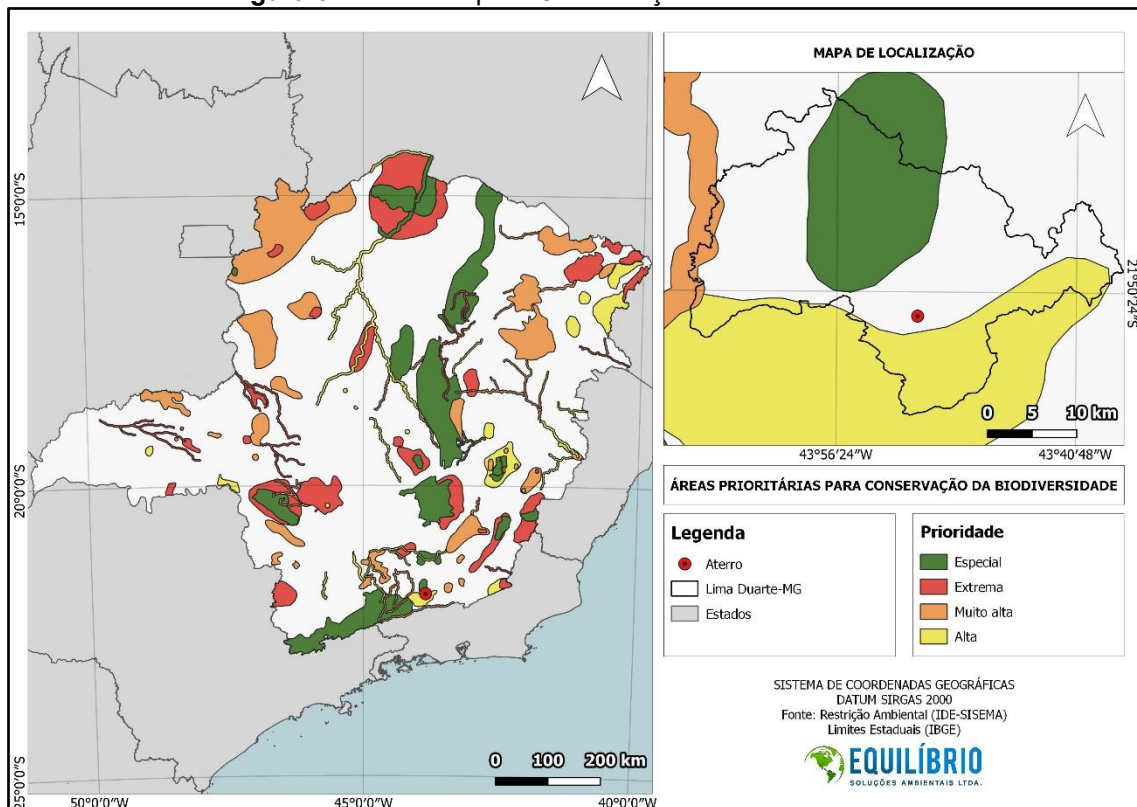 MAPA DE LOCALIZAÇÃO
15°0'0"S
20°0'0"S
25°0'0"S
50°0'0"W
45°0'0"W
40°0'0"W
0 100 200 km
21°50'24"S
0 5 10 km
43°55'24"W
43°40'48"W
ÁREAS PRIORITÁRIAS PARA CONSERVAÇÃO DA BIODIVERSIDADE
Legenda
Aterro
Lima Duarte-MG
Estados
Prioridade
Especial
Extrema
Muito alta
Alta
SISTEMA DE COORDENADAS GEOGRÁFICAS
DATUM SIRGAS 2000
Fonte: Restrição Ambiental (IDE-SISEMA)
Limites Estaduais (IBGE)
EQUILÍBRIO
SOLUÇÕES AMBIENTAIS LTDA.